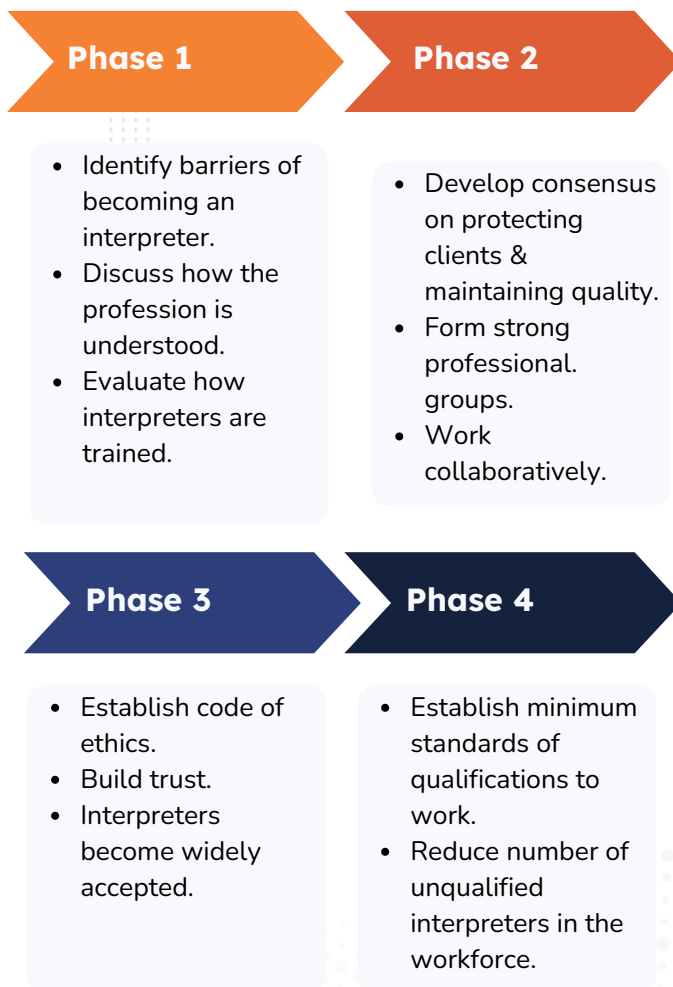 Phase 1
• Identify barriers of
becoming an
interpreter.
• Discuss how the
profession is
understood.
• Evaluate how
interpreters are
trained.
Phase 2
• Develop consensus
on protecting
clients &
maintaining quality.
• Form strong
professional.
groups.
• Work
collaboratively.
Phase 3
• Establish code of
ethics.
• Build trust.
• Interpreters
become widely
accepted.
Phase 4
• Establish minimum
standards of
qualifications to
work.
• Reduce number of
unqualified
interpreters in the
workforce.